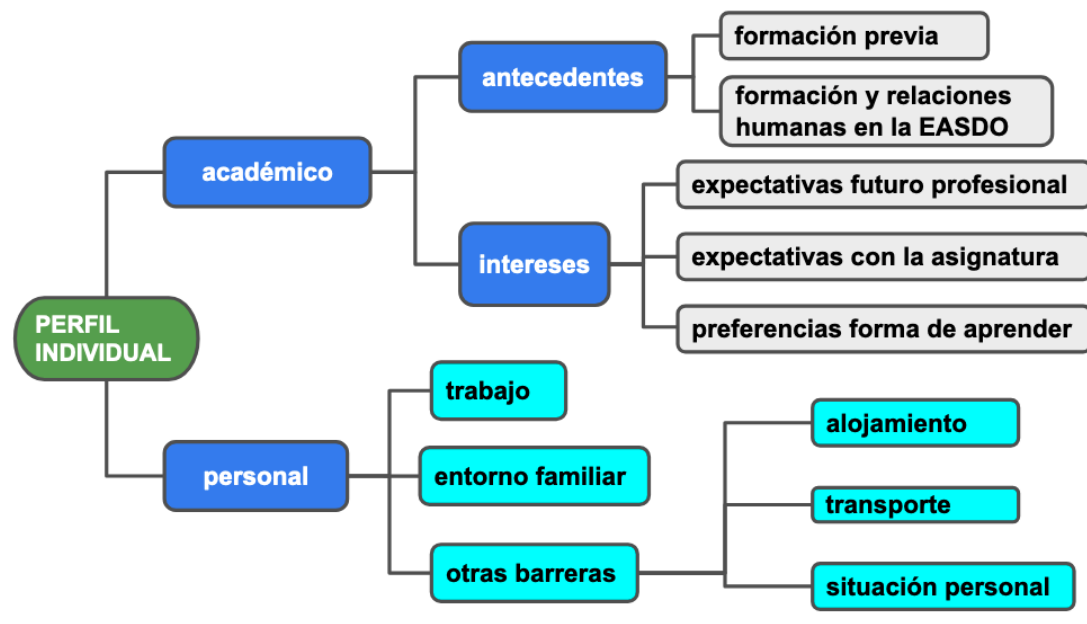 formación previa
antecedentes
formación y relaciones
humanas en la EASDO
académico
expectativas futuro profesional
intereses
expectativas con la asignatura
preferencias forma de aprender
PERFIL
INDIVIDUAL
trabajo
alojamiento
personal
entorno familiar
transporte
otras barreras
situación personal